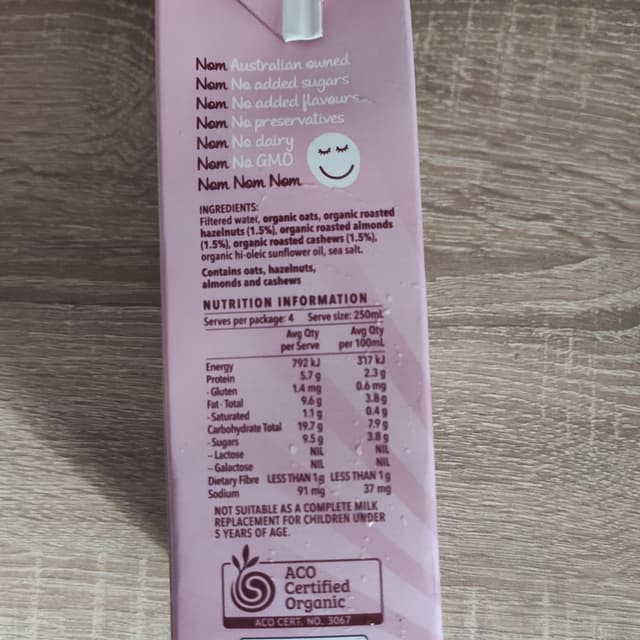 Nom Australian owned
Nom No added sugars
Nom No added flavours
Nom No preservatives
Nom No dairy
Nom No GMO
Nom Nom Nom
INGREDIENTS:
Filtered water, organic oats, organic roasted
hazelnuts (1.5%), organic roasted almonds
(1.5%), organic roasted cashews (1.5%),
organic hi-oleic sunflower oil, sea salt.
Contains oats, hazelnuts,
almonds and cashews
NUTRITION INFORMATION
Serves per package: 4 Serve size: 250mL
Avg Qty Avg Qty
per Serve per 100mL
Energy 792 kJ 317 kJ
Protein 5.7 g 2.3 g
- Gluten 1.4 mg 0.6 mg
Fat - Total 9.6 g 3.8 g
- Saturated 1.1 g 0.4 g
Carbohydrate Total 19.7 g 7.9 g
- Sugars 9.5 g 3.8 g
– Lactose NIL NIL
– Galactose NIL NIL
Dietary Fibre LESS THAN 1g LESS THAN 1g
Sodium 91 mg 37 mg
NOT SUITABLE AS A COMPLETE MILK
REPLACEMENT FOR CHILDREN UNDER
5 YEARS OF AGE.
ACO
Certified
Organic
ACO CERT. NO. 3067